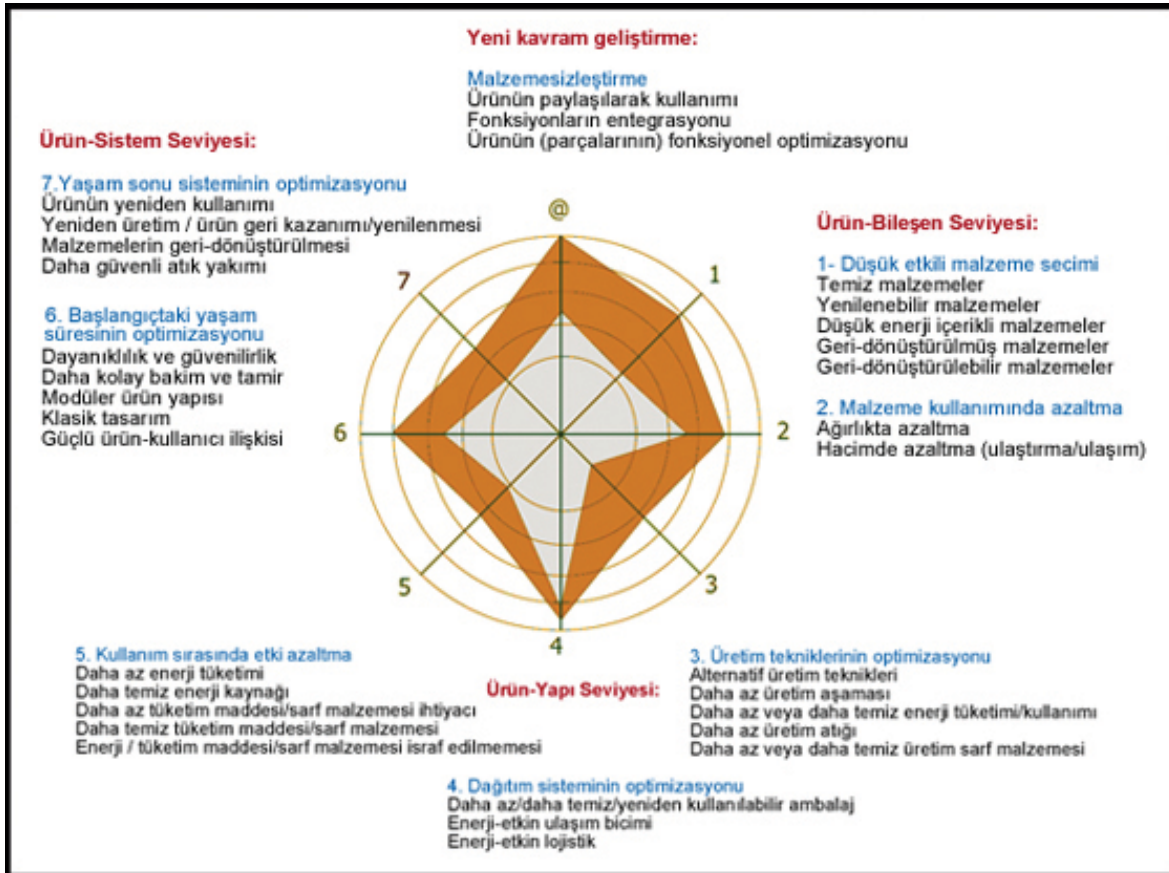 Yeni kavram geliştirme:
Malzemesizleştirme
Ürünün paylaşılarak kullanımı
Fonksiyonların entegrasyonu
Ürünün (parçalarının) fonksiyonel optimizasyonu
Ürün-Sistem Seviyesi:
7.Yaşam sonu sisteminin optimizasyonu
Ürünün yeniden kullanımı
Yeniden üretim / ürün geri kazanımı/yenilenmesi
Malzemelerin geri-dönüştürülmesi
Daha güvenli atık yakımı
6. Başlangıçtaki yaşam
süresinin optimizasyonu
Dayanıklılık ve güvenilirlik
Daha kolay bakim ve tamir
Modüler ürün yapısı
Klasik tasarım
Güçlü ürün-kullanıcı ilişkisi
@
1
2
3
4
5
6
7
Ürün-Bileşen Seviyesi:
1- Düşük etkili malzeme secimi
Temiz malzemeler
Yenilenebilir malzemeler
Düşük enerji içerikli malzemeler
Geri-dönüştürülmüş malzemeler
Geri-dönüştürülebilir malzemeler
2. Malzeme kullanımında azaltma
Ağırlıkta azaltma
Hacimde azaltma (ulaştırma/ulaşım)
5. Kullanım sırasında etki azaltma
Daha az enerji tüketimi
Daha temiz enerji kaynağı
Daha az tüketim maddesi/sarf malzemesi ihtiyacı
Daha temiz tüketim maddesi/sarf malzemesi
Enerji / tüketim maddesi/sarf malzemesi israf edilmemesi
Ürün-Yapı Seviyesi:
3. Üretim tekniklerinin optimizasyonu
Alternatif üretim teknikleri
Daha az üretim aşaması
Daha az veya daha temiz enerji tüketimi/kullanımı
Daha az üretim atığı
Daha az veya daha temiz üretim sarf malzemesi
4. Dağıtım sisteminin optimizasyonu
Daha az/daha temiz/yeniden kullanılabilir ambalaj
Enerji-etkin ulaşım bicimi
Enerji-etkin lojistik